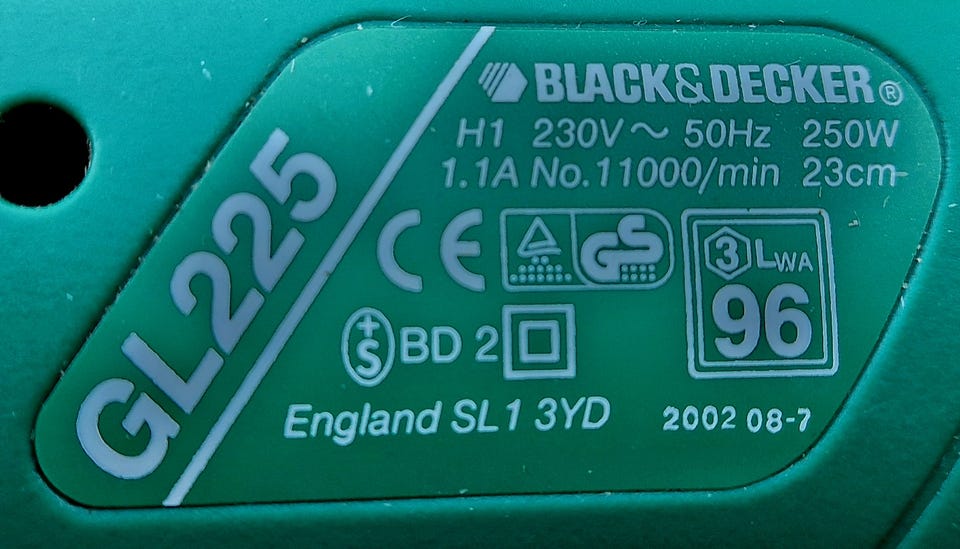 GL225
BLACK&DECKER®
H1 230V~ 50Hz 250W
1.1A No.11000/min 23cm
CE GS 3 LWA
96
+S BD 2
England SL1 3YD 2002 08-7